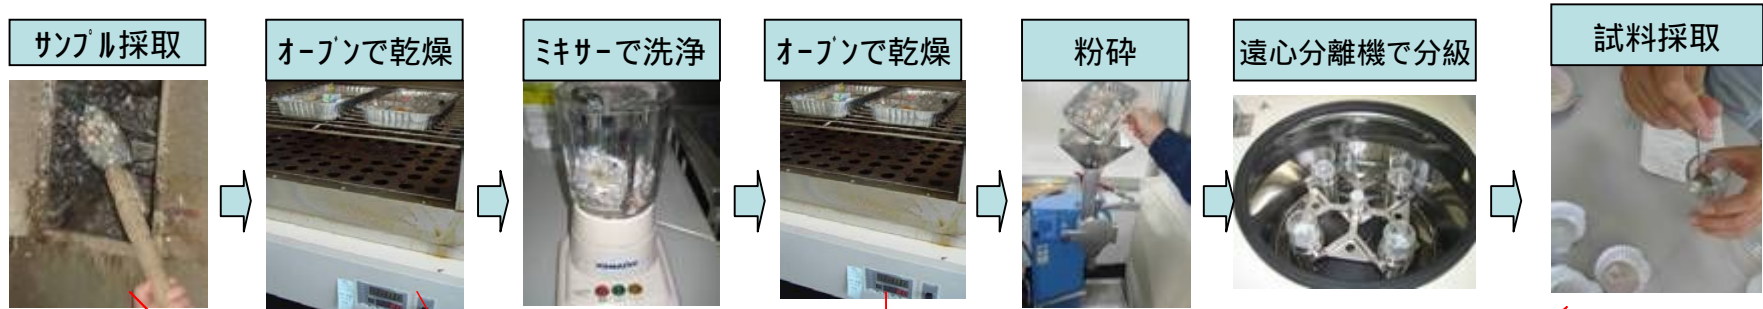 ｻﾝﾌﾟﾙ採取
ｵｰﾌﾞﾝで乾燥
ﾐｷｻｰで洗浄
ｵｰﾌﾞﾝで乾燥
粉砕
遠心分離機で分級
試料採取